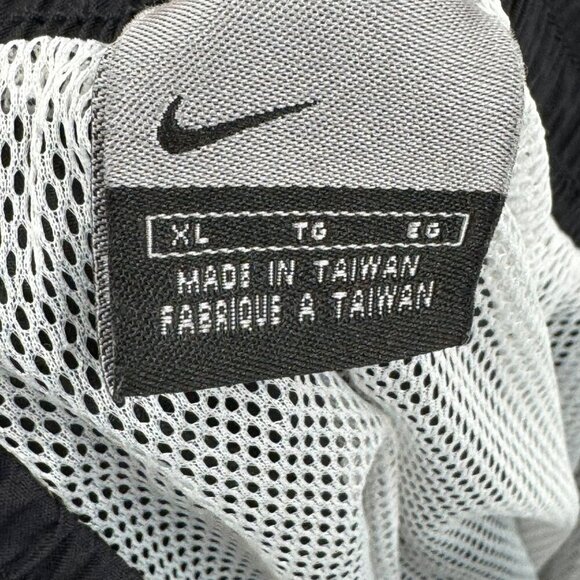 XL TG EG
MADE IN TAIWAN
FABRIQUE A TAIWAN